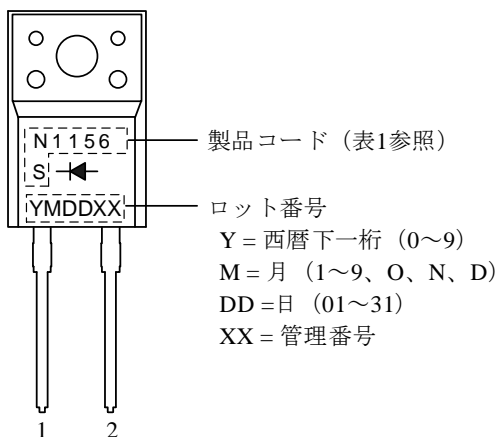 N1156
S
YMDDXX
製品コード（表1参照）
ロット番号
Y = 西暦下一桁（0～9）
M = 月（1～9、O、N、D）
DD =日（01～31）
XX = 管理番号
1 2